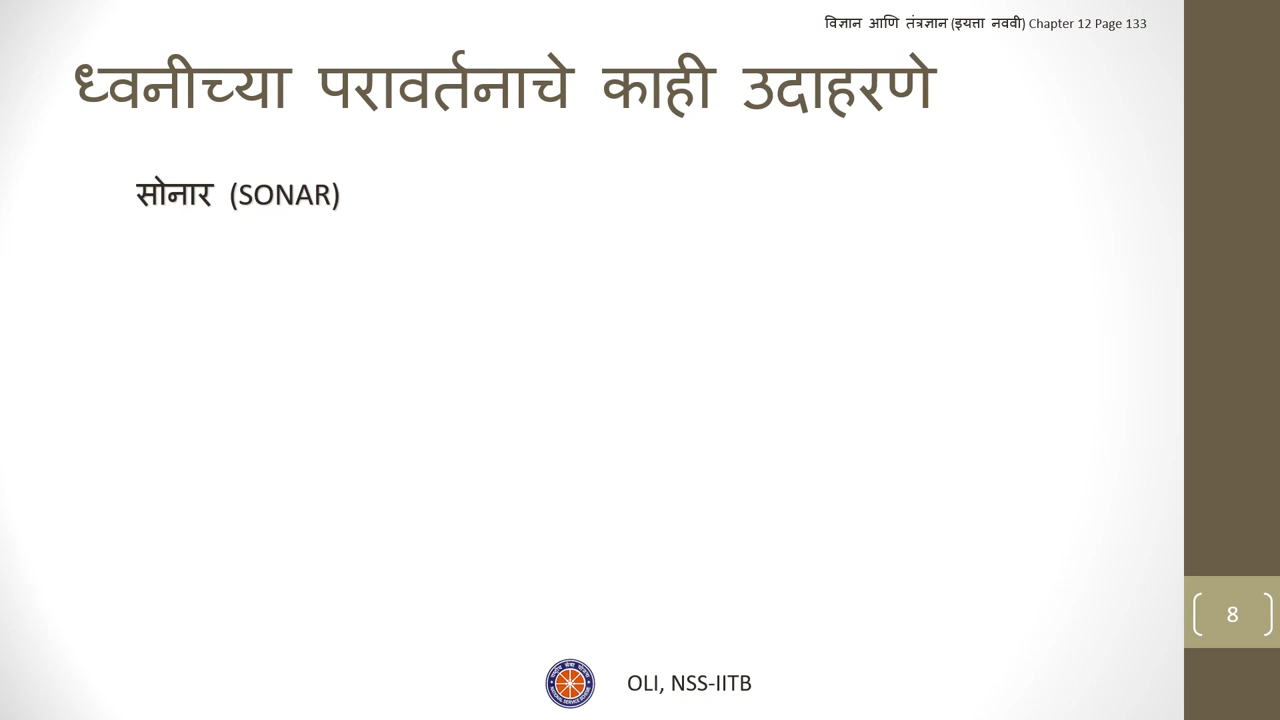 विज्ञान आणि तंत्रज्ञान (इयत्ता नववी) Chapter 12 Page 133
ध्वनीच्या परावर्तनाचे काही उदाहरणे
सोनार (SONAR)
8
OLI, NSS-IITB